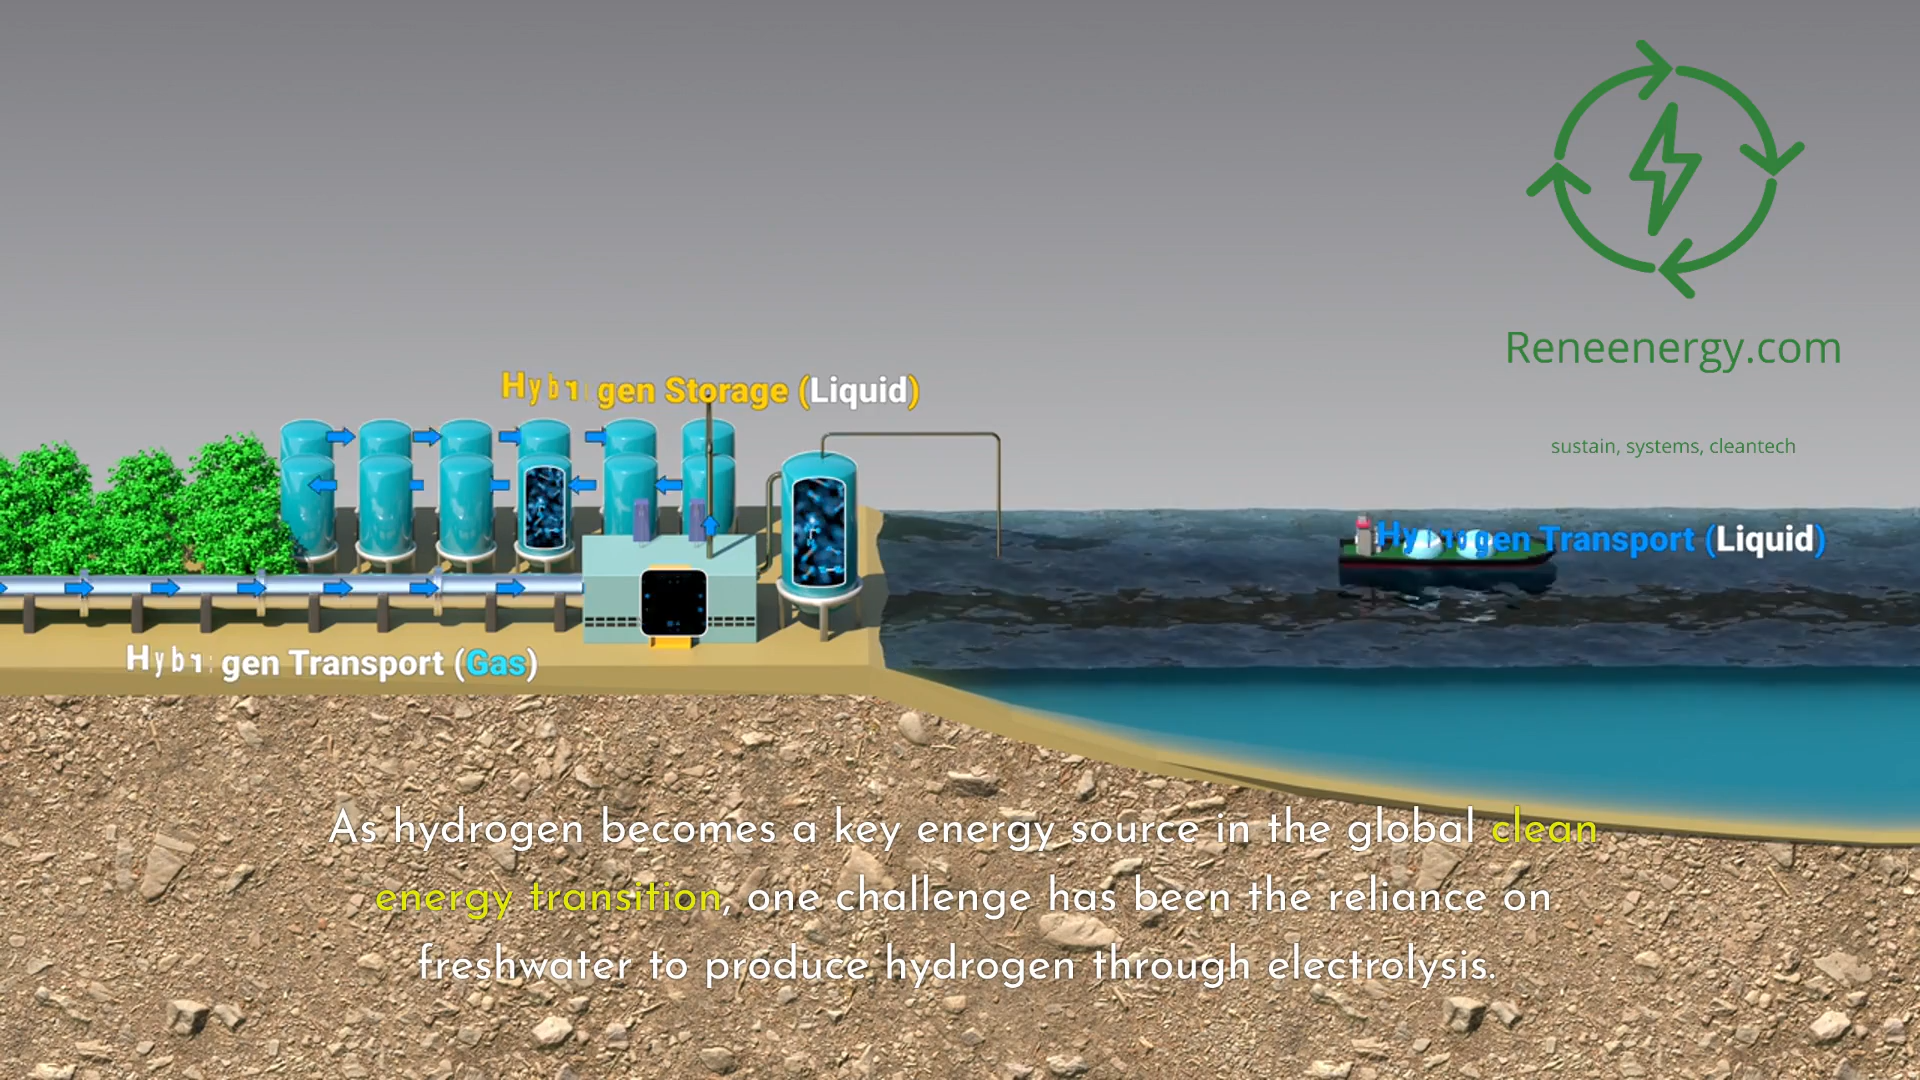 Reneenergy.com
sustain, systems, cleantech
gen Storage (Liquid)
gen Transport (Liquid)
gen Transport (Gas)
As hydrogen becomes a key energy source in the global clean
energy transition, one challenge has been the reliance on
freshwater to produce hydrogen through electrolysis.